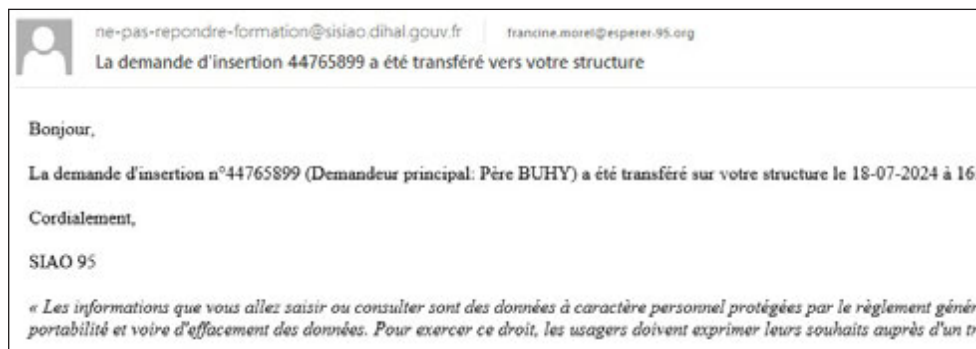 ne-pas-repondre-formation@sisiao.dihal.gouv.fr francine.morel@esperer-95.org
La demande d'insertion 44765899 a été transféré vers votre structure
Bonjour,
La demande d'insertion n°44765899 (Demandeur principal: Père BUHY) a été transféré sur votre structure le 18-07-2024 à 16
Cordialement,
SIAO 95
« Les informations que vous allez saisir ou consulter sont des données à caractère personnel protégées par le règlement génér
portabilité et voire d'effacement des données. Pour exercer ce droit, les usagers doivent exprimer leurs souhaits auprès d'un tr